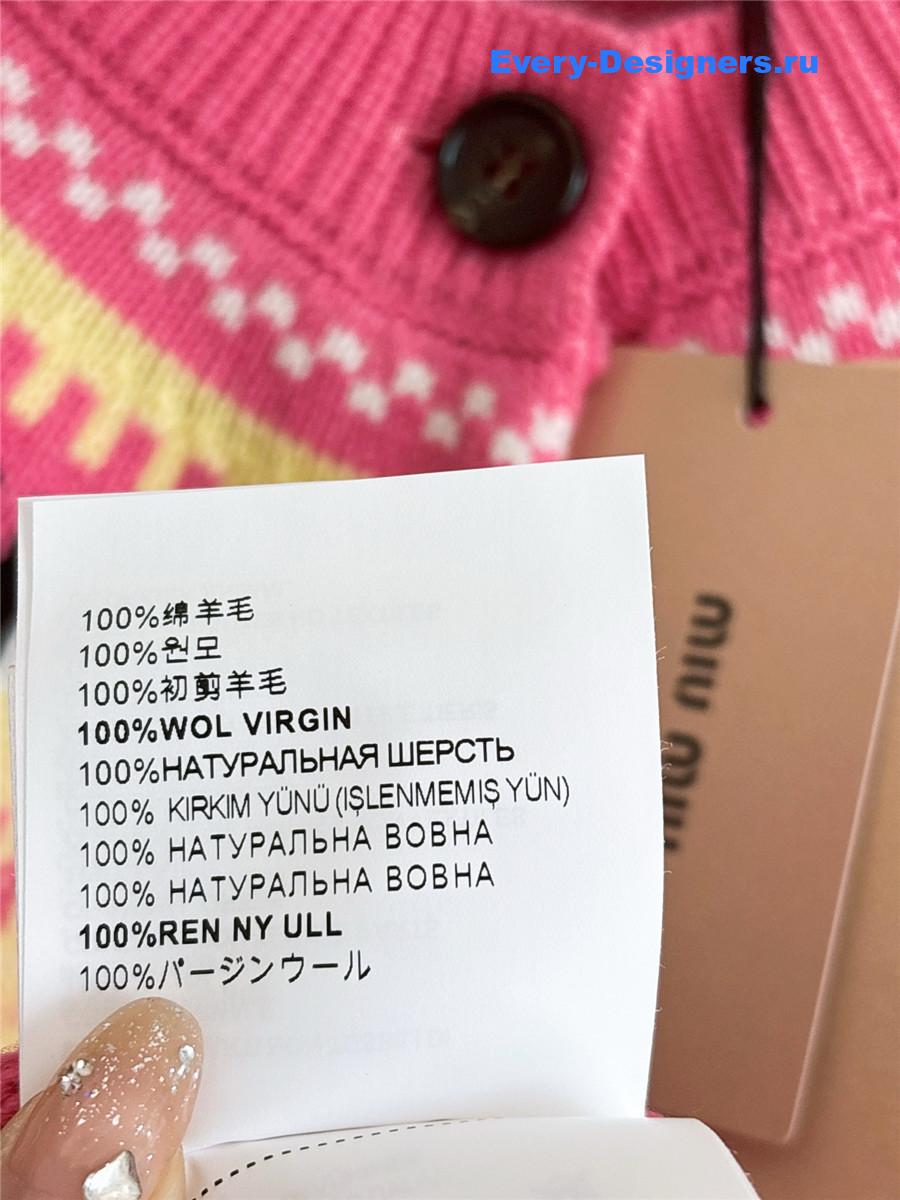 Every-Designers.ru
100%绵羊毛
100%원모
100%初剪羊毛
100%WOL VIRGIN
100%НАТУРАЛЬНАЯ ШЕРСТЬ
100% KIRKIM YÜNÜ (IŞLENMEMIŞ YÜN)
100% НАТУРАЛЬНА ВОВНА
100% НАТУРАЛЬНА ВОВНА
100%REN NY ULL
100%バージンウール
miu miu